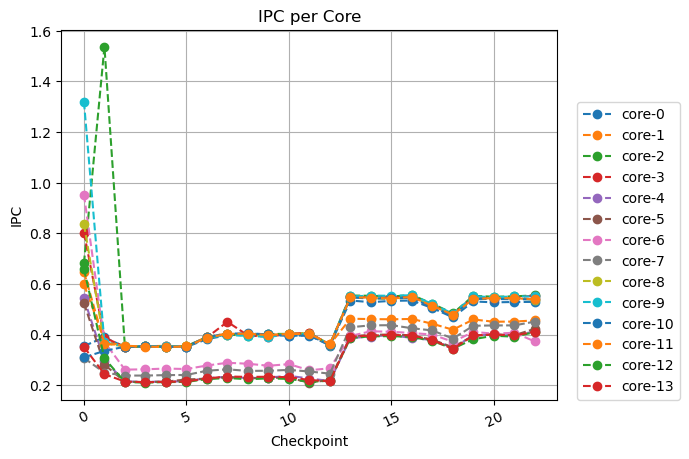 IPC per Core
1.6
1.4
1.2
1.0
0.8
0.6
0.4
0.2
IPC
0
5
10
15
20
Checkpoint
core-0
core-1
core-2
core-3
core-4
core-5
core-6
core-7
core-8
core-9
core-10
core-11
core-12
core-13